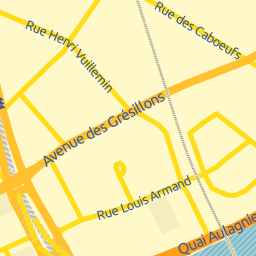 Rue des Caboeufs
Rue Henri Vuillemin
Avenue des Grésillons
Rue Louis Armand
Quai Aulagnie